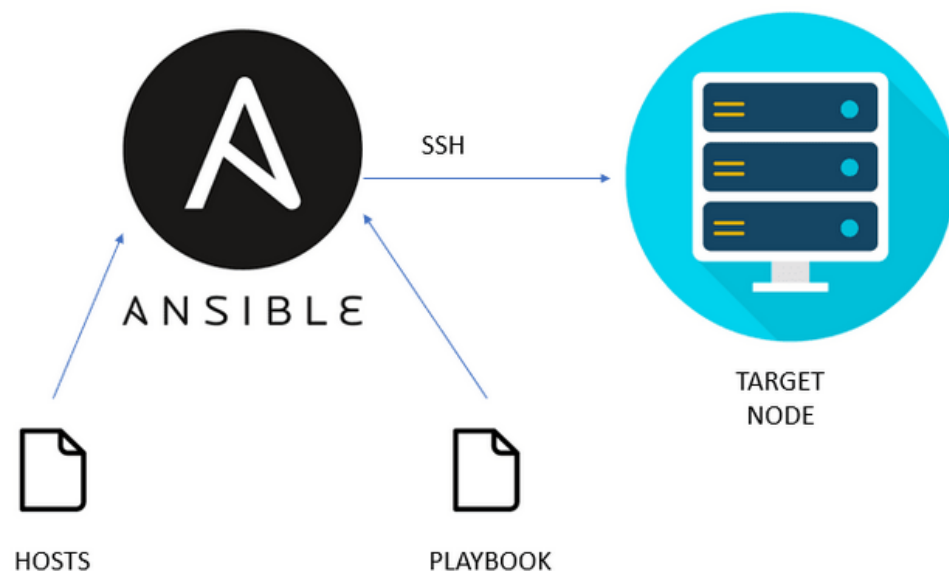 SSH
ANSIBLE
TARGET
NODE
HOSTS
PLAYBOOK